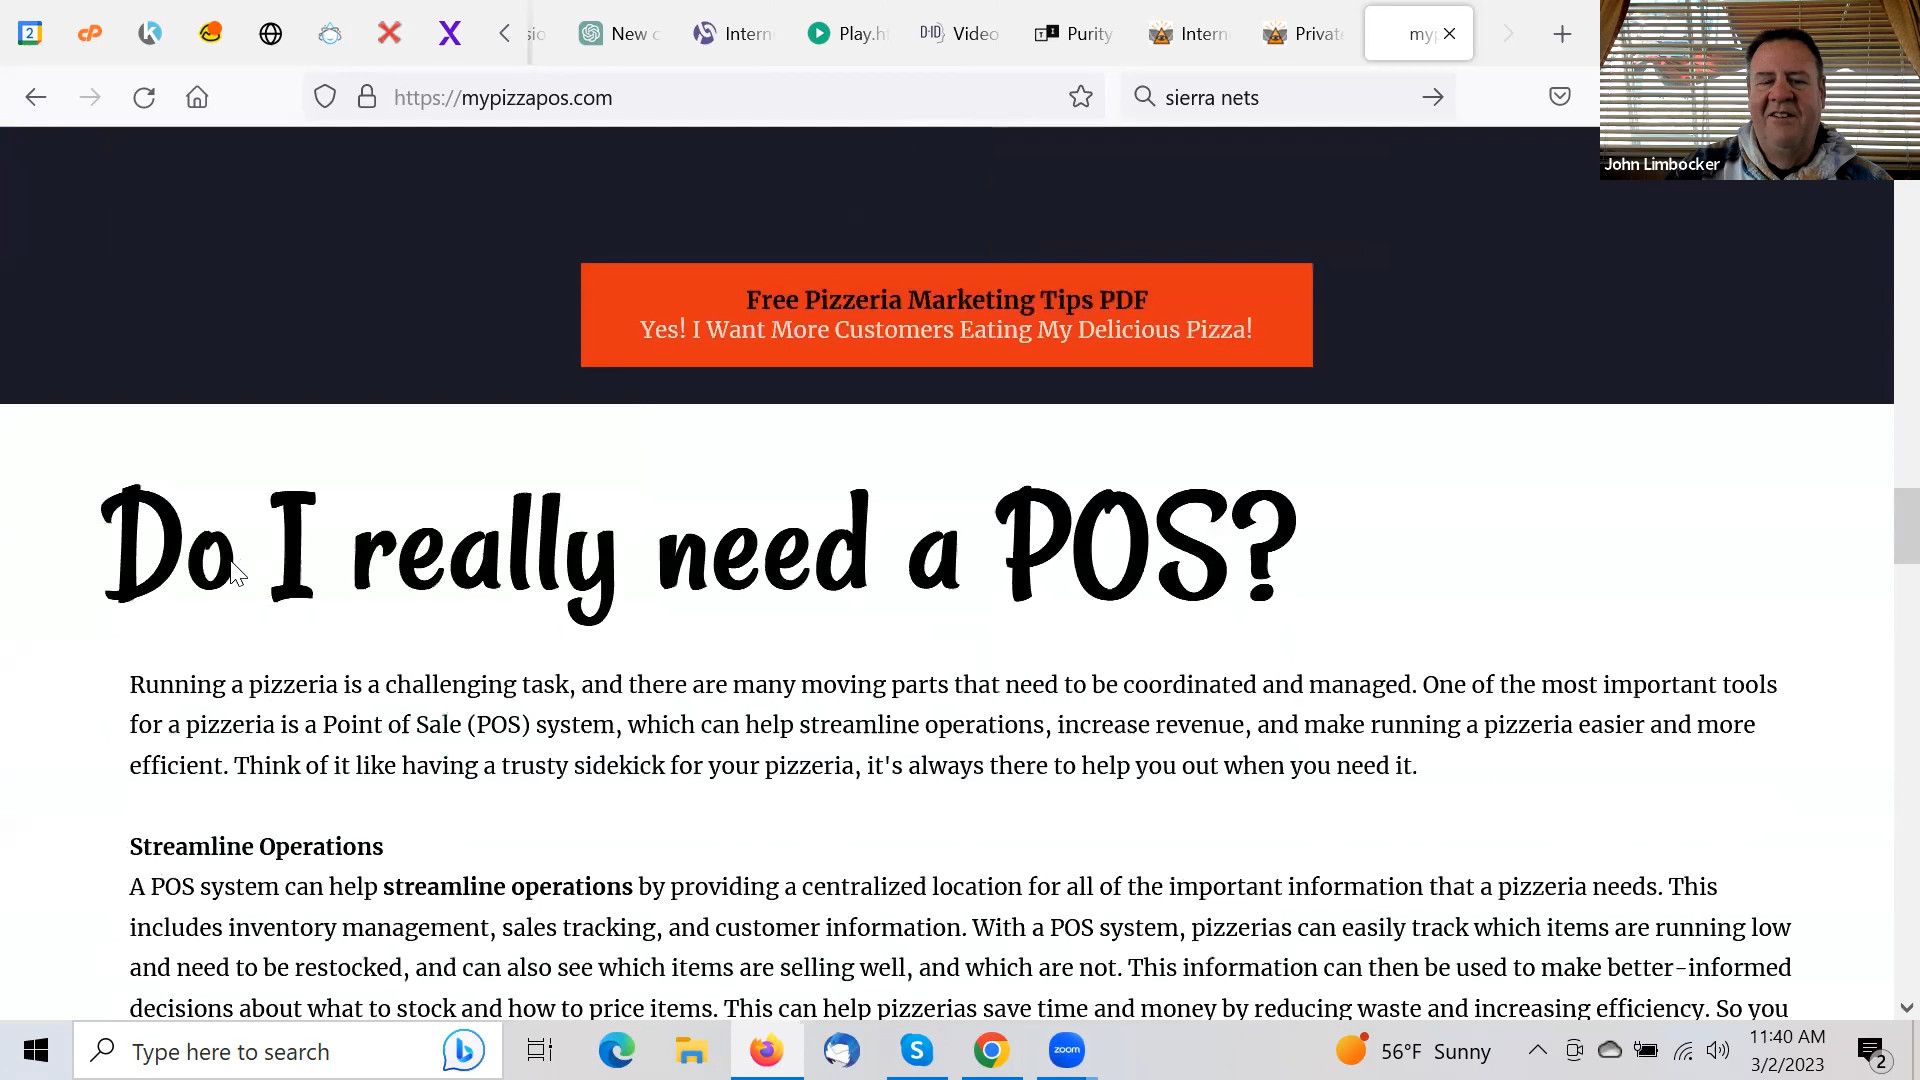 2
cP
sio
New c
Intern
Play.ht
D-ID
Video
Purity
Intern
Private
myp
https://mypizzapos.com
sierra nets
John Limbocker
Free Pizzeria Marketing Tips PDF
Yes! I Want More Customers Eating My Delicious Pizza!
Do I really need a POS?
Running a pizzeria is a challenging task, and there are many moving parts that need to be coordinated and managed. One of the most important tools
for a pizzeria is a Point of Sale (POS) system, which can help streamline operations, increase revenue, and make running a pizzeria easier and more
efficient. Think of it like having a trusty sidekick for your pizzeria, it's always there to help you out when you need it.
Streamline Operations
A POS system can help streamline operations by providing a centralized location for all of the important information that a pizzeria needs. This
includes inventory management, sales tracking, and customer information. With a POS system, pizzerias can easily track which items are running low
and need to be restocked, and can also see which items are selling well, and which are not. This information can then be used to make better-informed
decisions about what to stock and how to price items. This can help pizzerias save time and money by reducing waste and increasing efficiency. So you
Type here to search
zoom
56°F Sunny
11:40 AM
3/2/2023
2